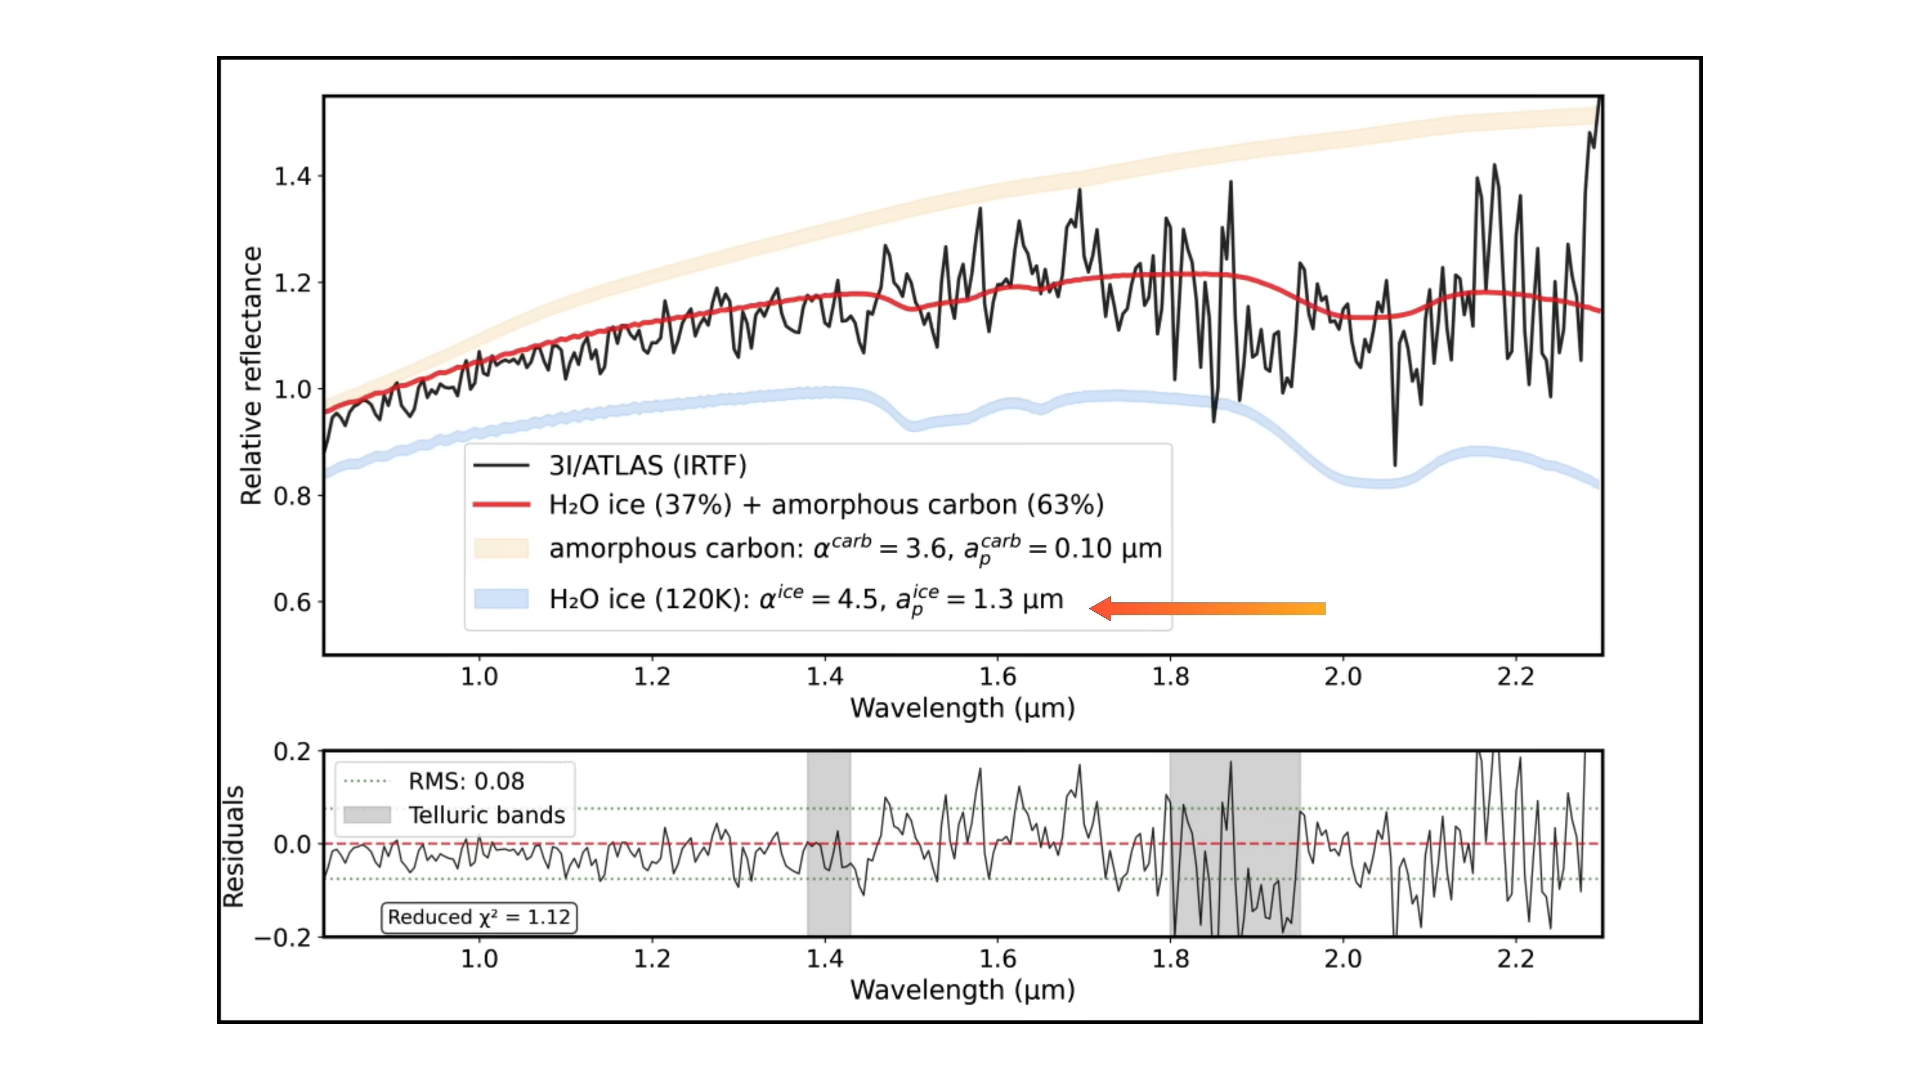 1.4
1.2
1.0
0.8
0.6
Relative reflectance
3I/ATLAS (IRTF)
H₂O ice (37%) + amorphous carbon (63%)
amorphous carbon: α^carb = 3.6, a_p^carb = 0.10 μm
H₂O ice (120K): α^ice = 4.5, a_p^ice = 1.3 μm
1.0 1.2 1.4 1.6 1.8 2.0 2.2
Wavelength (μm)
0.2
0.0
−0.2
Residuals
RMS: 0.08
Telluric bands
Reduced χ² = 1.12
1.0 1.2 1.4 1.6 1.8 2.0 2.2
Wavelength (μm)